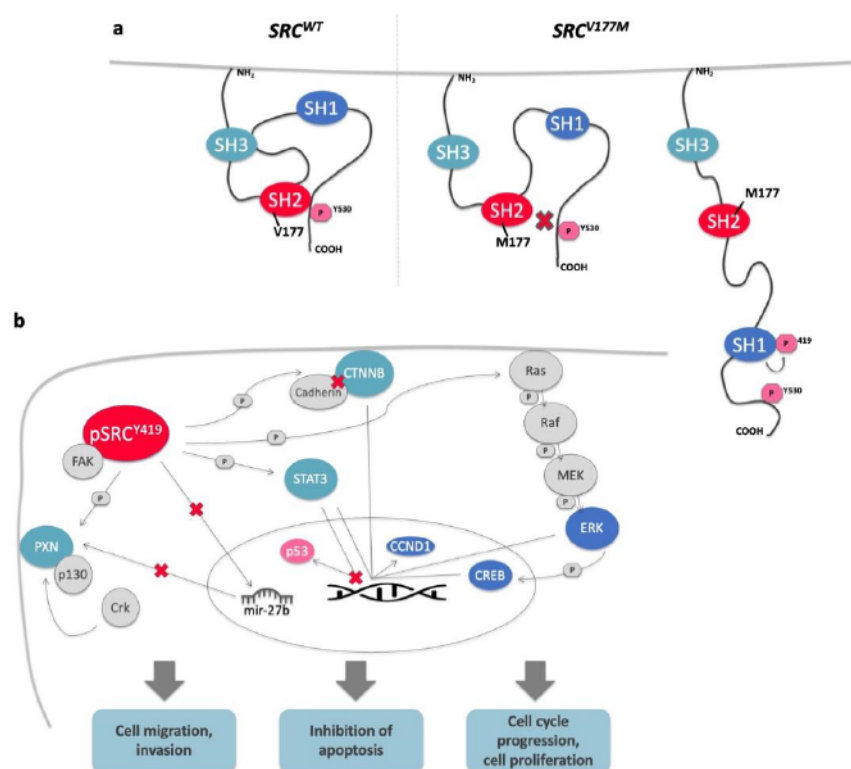 a
SRC^WT
SRC^V177M
NH2
NH2
NH2
SH1
SH3
SH2
V177
P Y530
COOH
SH1
SH3
SH2
M177
P Y530
COOH
SH3
M177
SH2
SH1
P 419
P Y530
COOH
b
CTNNB
Cadherin
P
Ras
P
pSRC^Y419
P
Raf
FAK
P
STAT3
P
MEK
P
P
ERK
PXN
p53
CCND1
p130
CREB
P
mir-27b
Crk
Cell migration,
invasion
Inhibition of
apoptosis
Cell cycle
progression,
cell proliferation